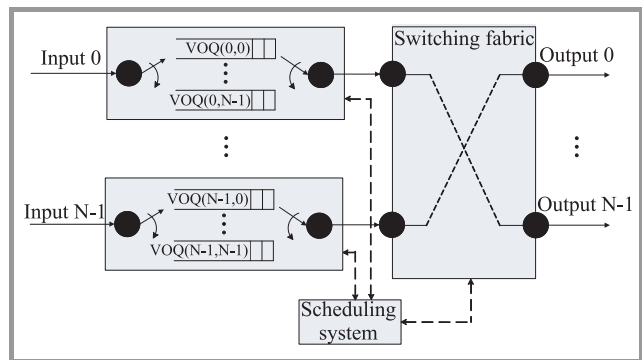 Input 0
VOQ(0,0)
VOQ(0,N-1)
Switching fabric
Output 0
Input N-1
VOQ(N-1,0)
VOQ(N-1,N-1)
Output N-1
Scheduling
system